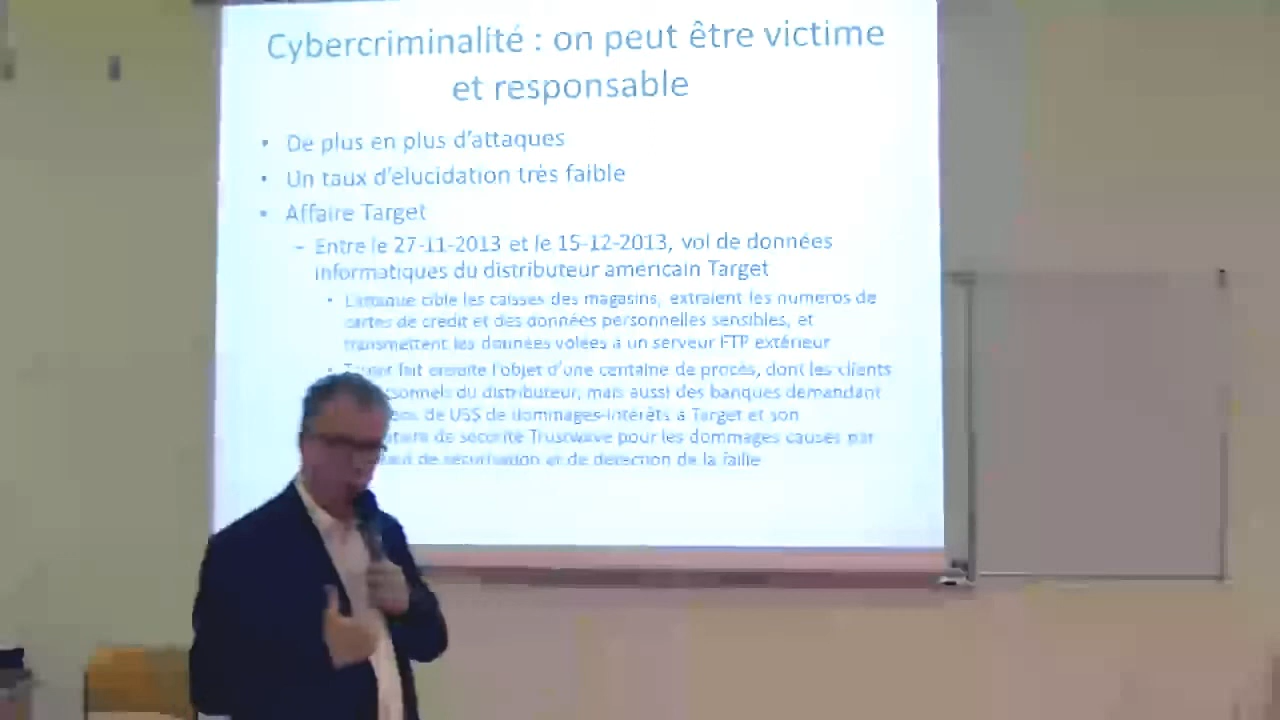 Cybercriminalité : on peut être victime
et responsable
• De plus en plus d'attaques
• Un taux d'elucidation très faible
• Affaire Target
– Entre le 27-11-2013 et le 15-12-2013, vol de données
informatiques du distributeur américain Target
• L'attaque cible les caisses des magasins, extraient les numeros de
cartes de credit et des données personnelles sensibles, et
transmettent les données volées à un serveur FTP extérieur
• Target fait ensuite l'objet d'une centaine de procès, dont les clients
du distributeur, mais aussi des banques demandant
de US$ de dommages-intérêts à Target et son
de sécurité Trustwave pour les dommages causés par
de sécurisation et de detection de la faille